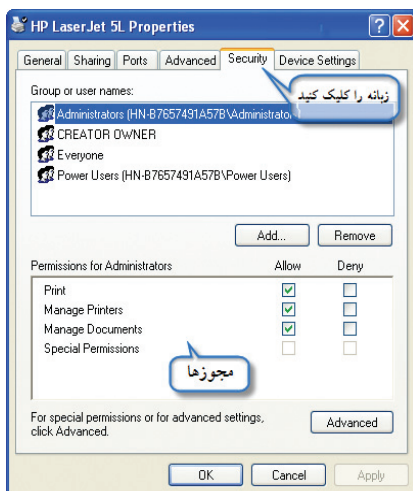 HP LaserJet 5L Properties
General Sharing Ports Advanced Security Device Settings
Group or user names:
زبانه را کلیک کنید
Administrators (HN-B7657491A57B\Administrato
CREATOR OWNER
Everyone
Power Users (HN-B7657491A57B\Power Users)
Add... Remove
Permissions for Administrators Allow Deny
Print
Manage Printers
Manage Documents
Special Permissions
مجوزها
For special permissions or for advanced settings,
click Advanced.
Advanced
OK Cancel Apply